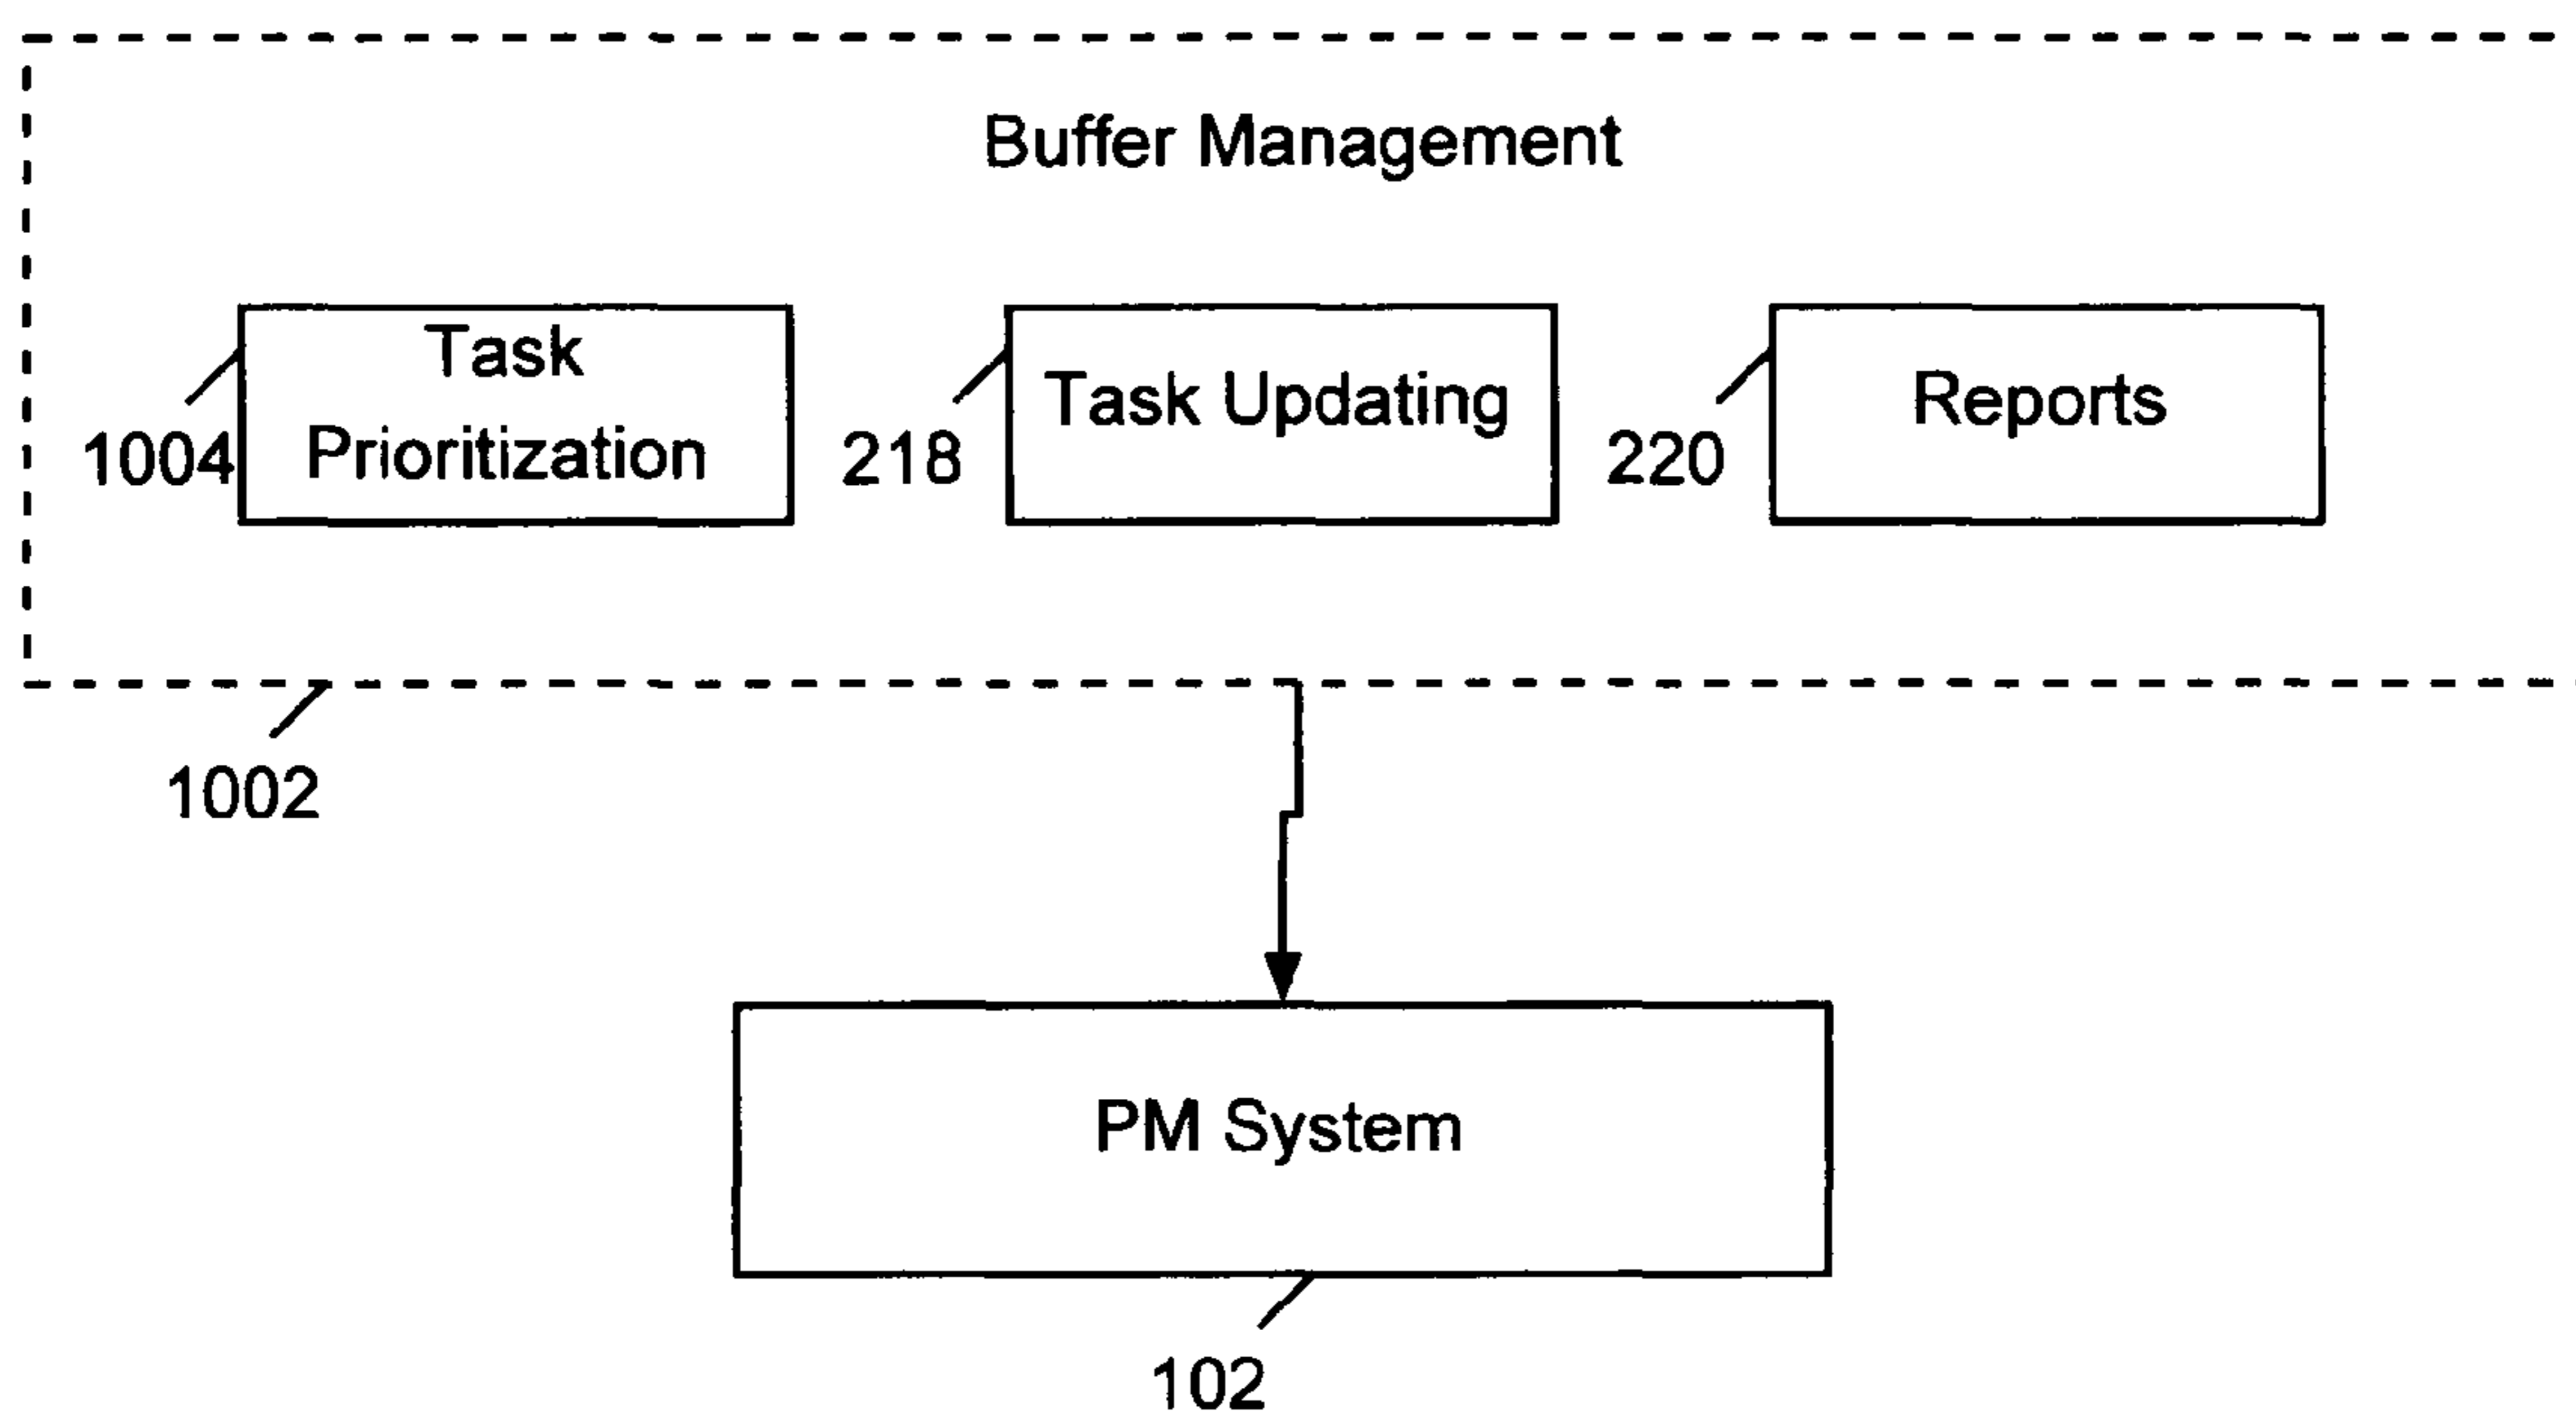 Buffer Management
Task
Prioritization
1004
Task Updating
218
Reports
220
1002
PM System
102